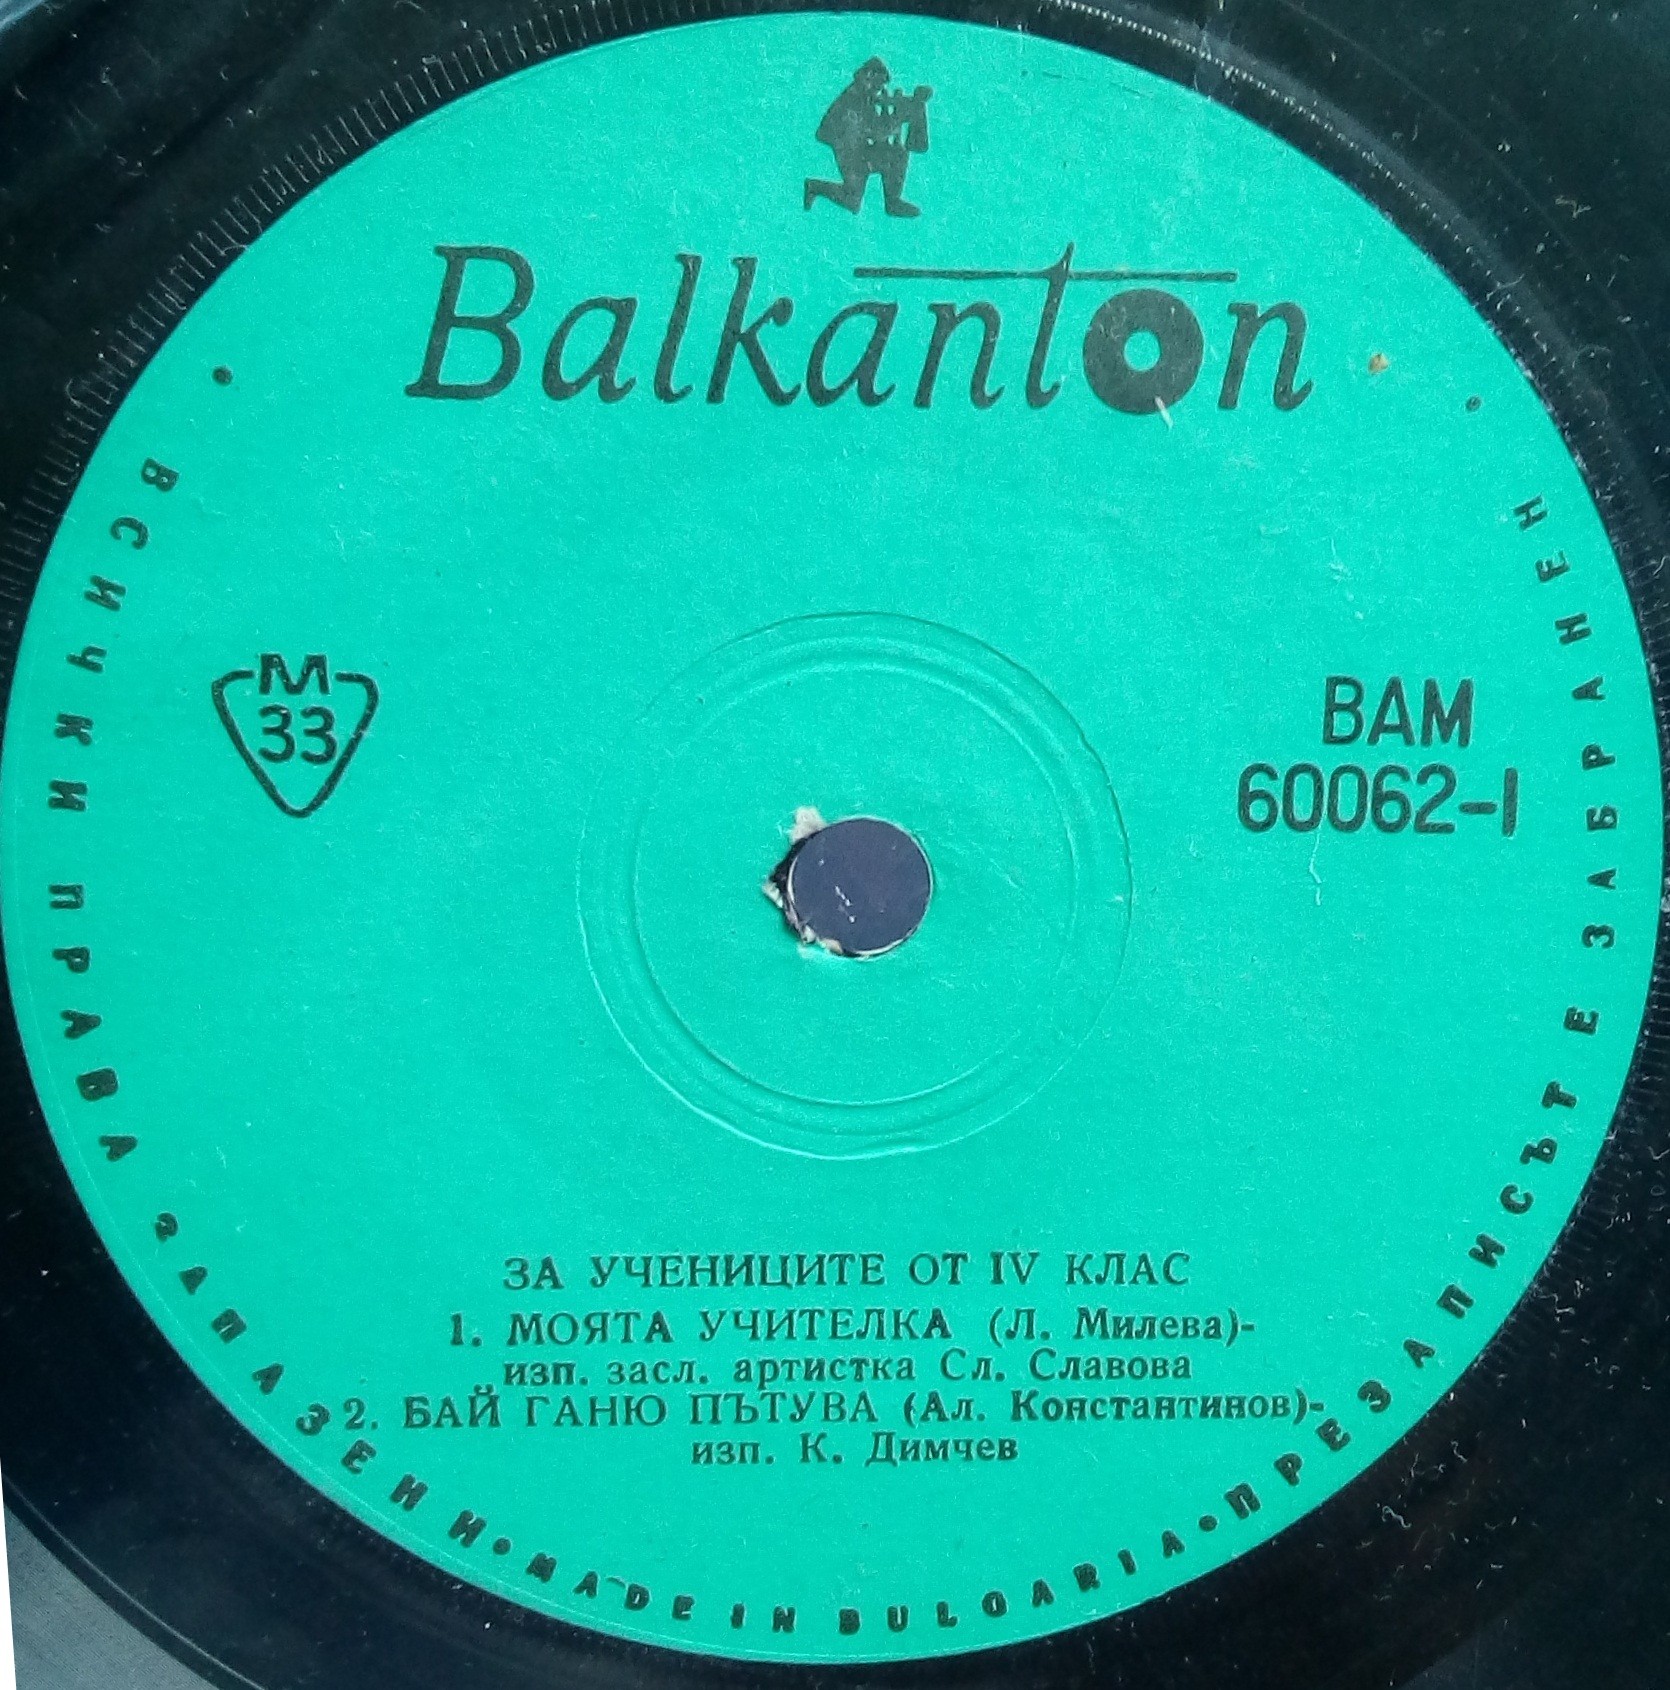 Balkanton
М
33
ВАМ
60062-I
ЗА УЧЕНИЦИТЕ ОТ IV КЛАС
1. МОЯТА УЧИТЕЛКА (Л. Милева)-
изп. засл. артистка Сл. Славова
2. БАЙ ГАНЮ ПЪТУВА (Ал. Константинов)-
изп. К. Димчев
• ВСИЧКИ ПРАВА ЗАПАЗЕНИ • MADE IN BULGARIA • ПРЕЗАПИСЪТ Е ЗАБРАНЕН •